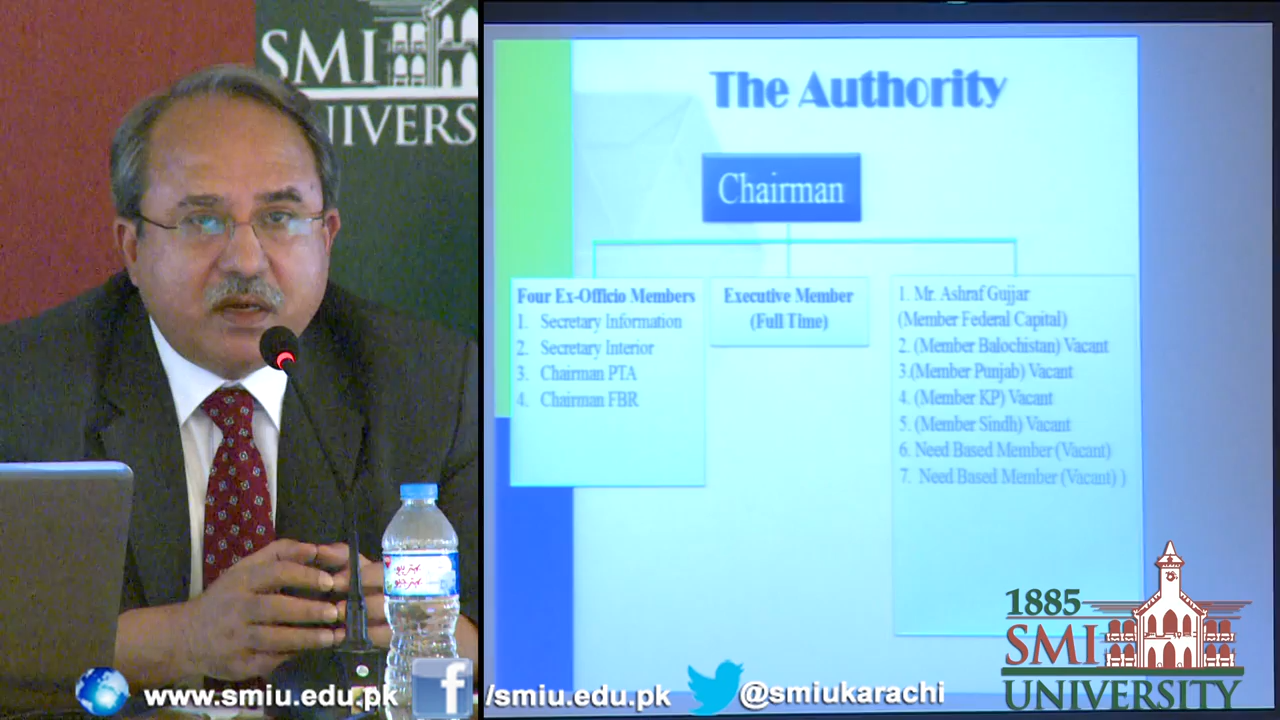 SMI
UNIVERS
The Authority
Chairman
Four Ex-Officio Members
1. Secretary Information
2. Secretary Interior
3. Chairman PTA
4. Chairman FBR
Executive Member
(Full Time)
1. Mr. Ashraf Gujjar
(Member Federal Capital)
2. (Member Balochistan) Vacant
3.(Member Punjab) Vacant
4. (Member KP) Vacant
5. (Member Sindh) Vacant
6. Need Based Member (Vacant)
7. Need Based Member (Vacant) )
www.smiu.edu.pk
f
/smiu.edu.pk
@smiukarachi
1885
SMI
UNIVERSITY